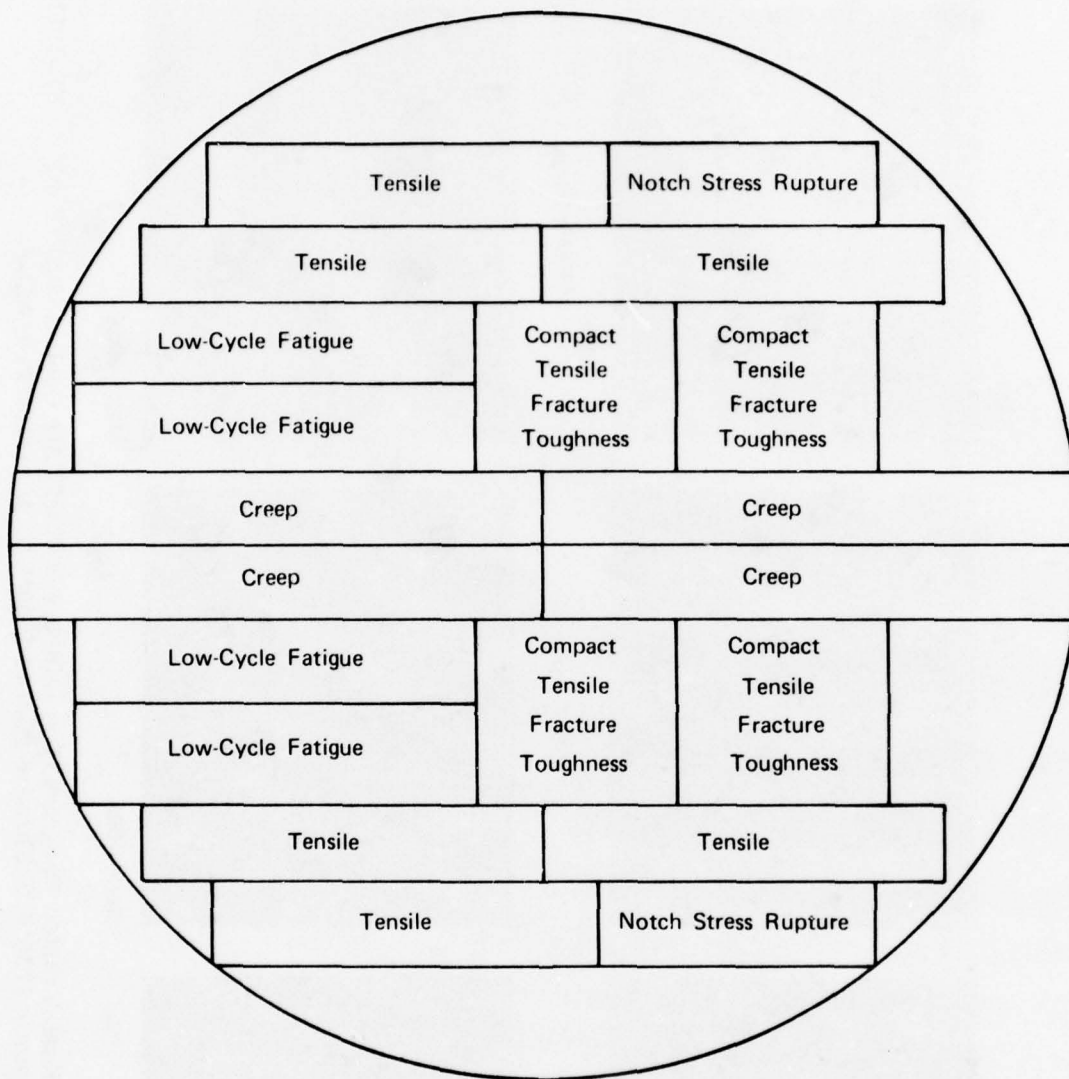 Tensile
Notch Stress Rupture
Tensile
Tensile
Low-Cycle Fatigue
Low-Cycle Fatigue
Compact
Tensile
Fracture
Toughness
Compact
Tensile
Fracture
Toughness
Creep
Creep
Creep
Creep
Low-Cycle Fatigue
Low-Cycle Fatigue
Compact
Tensile
Fracture
Toughness
Compact
Tensile
Fracture
Toughness
Tensile
Tensile
Tensile
Notch Stress Rupture